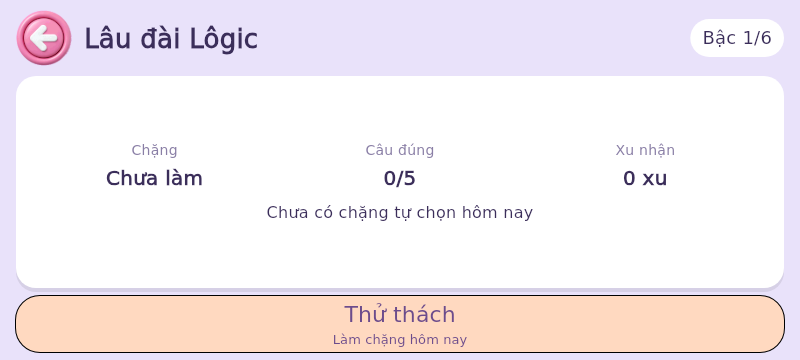 Lâu đài Lôgic
Bậc 1/6
Chặng
Câu đúng
Xu nhận
Chưa làm
0/5
0 xu
Chưa có chặng tự chọn hôm nay
Thử thách
Làm chặng hôm nay